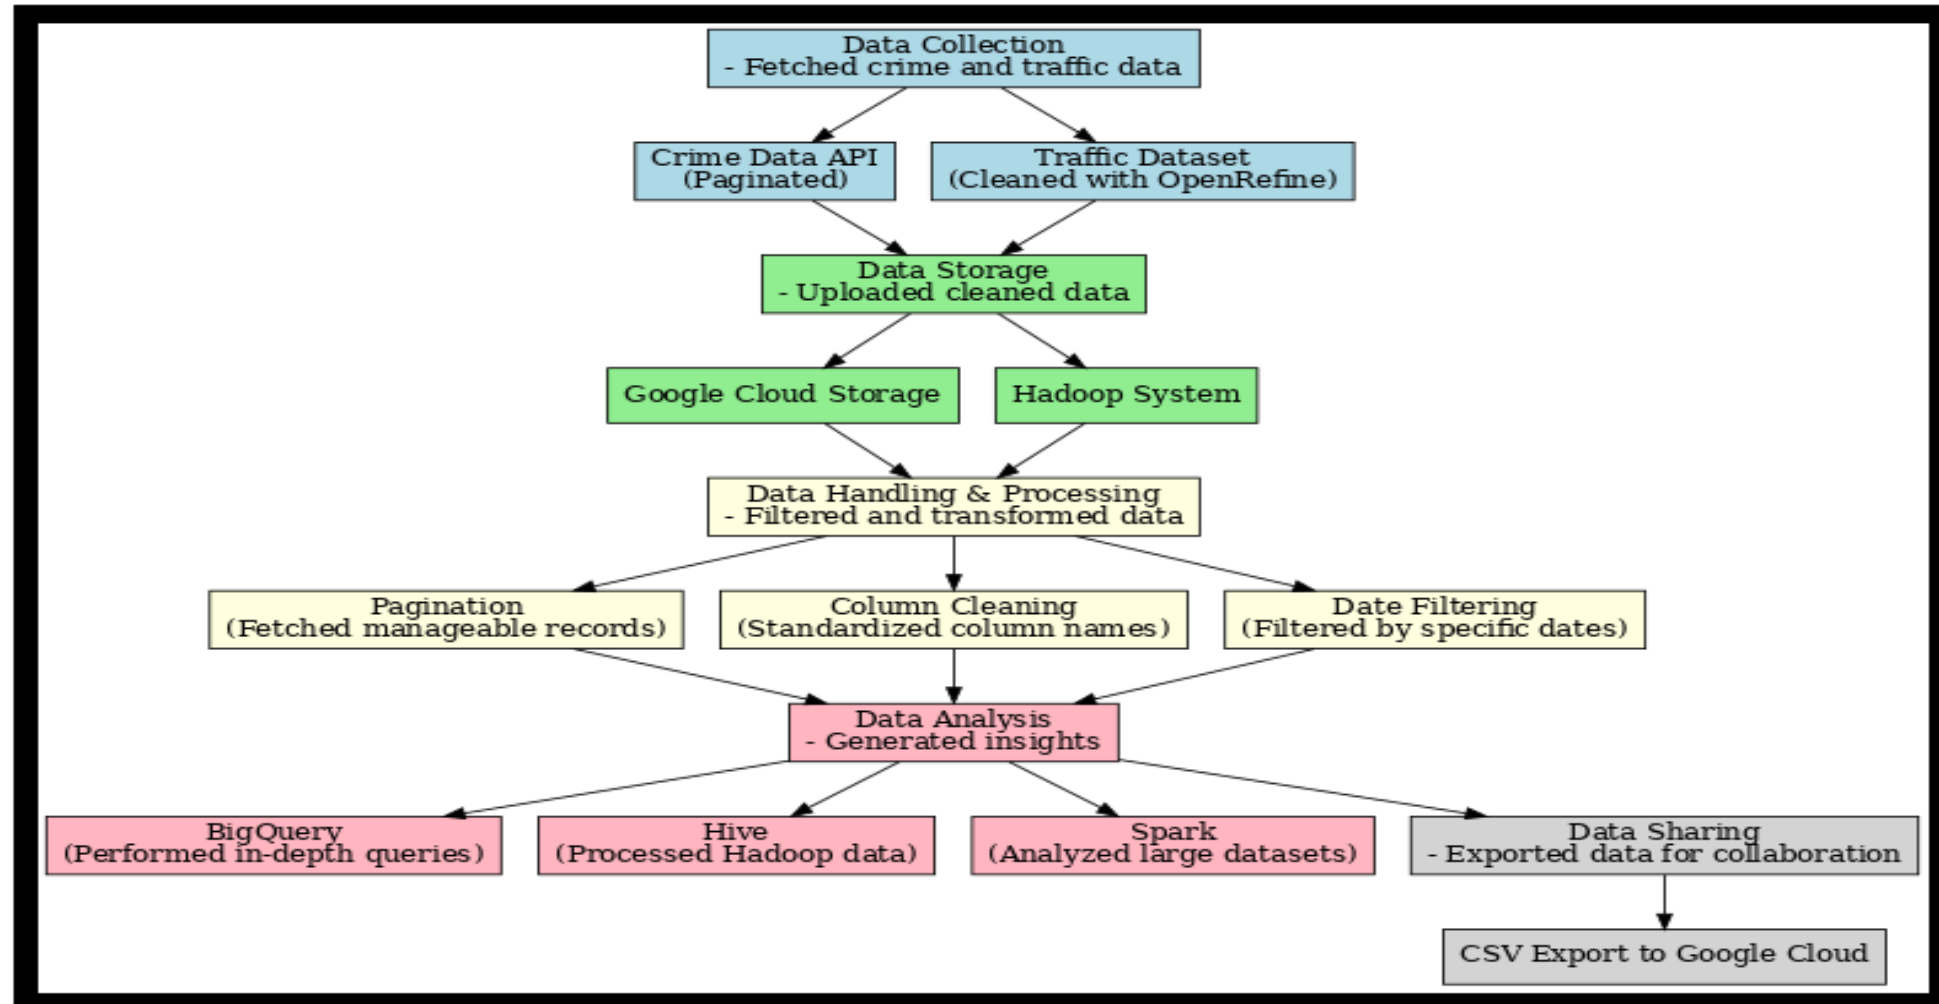 Data Collection
- Fetched crime and traffic data
Crime Data API
(Paginated)
Traffic Dataset
(Cleaned with OpenRefine)
Data Storage
- Uploaded cleaned data
Google Cloud Storage
Hadoop System
Data Handling & Processing
- Filtered and transformed data
Pagination
(Fetched manageable records)
Column Cleaning
(Standardized column names)
Date Filtering
(Filtered by specific dates)
Data Analysis
- Generated insights
BigQuery
(Performed in-depth queries)
Hive
(Processed Hadoop data)
Spark
(Analyzed large datasets)
Data Sharing
- Exported data for collaboration
CSV Export to Google Cloud